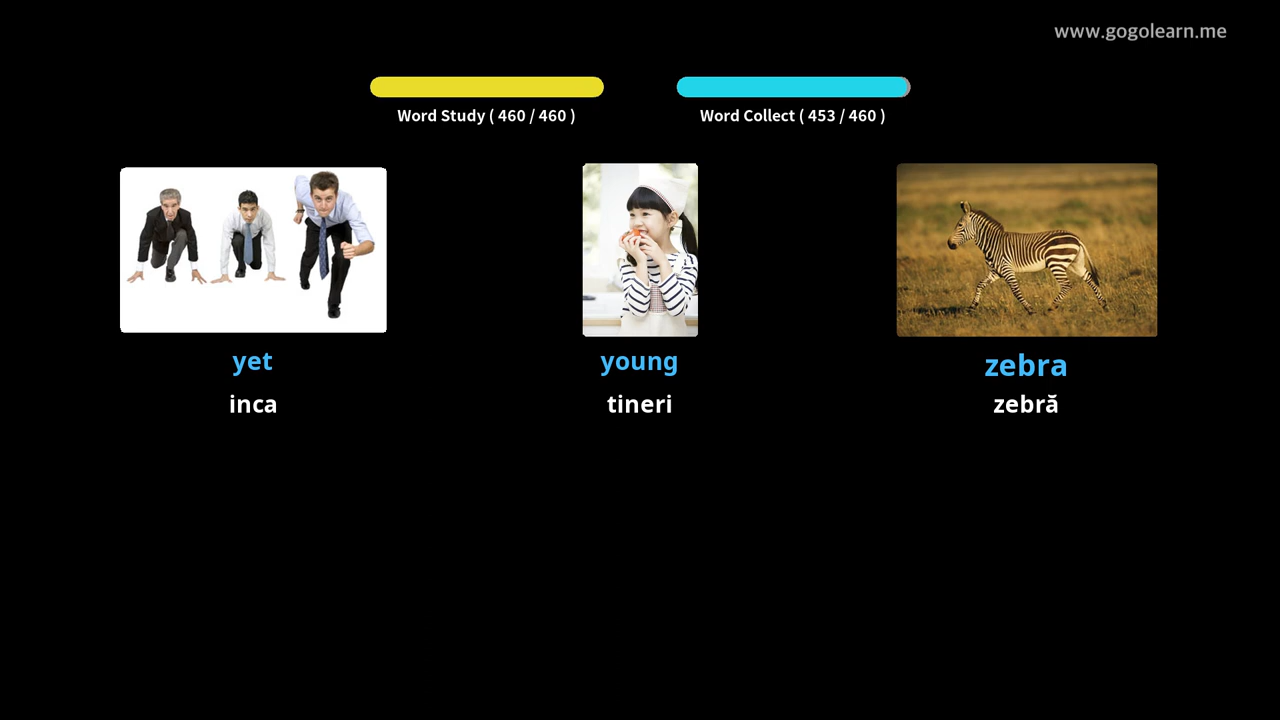 www.gogolearn.me
Word Study ( 460 / 460 )
Word Collect ( 453 / 460 )
yet
young
zebra
inca
tineri
zebră